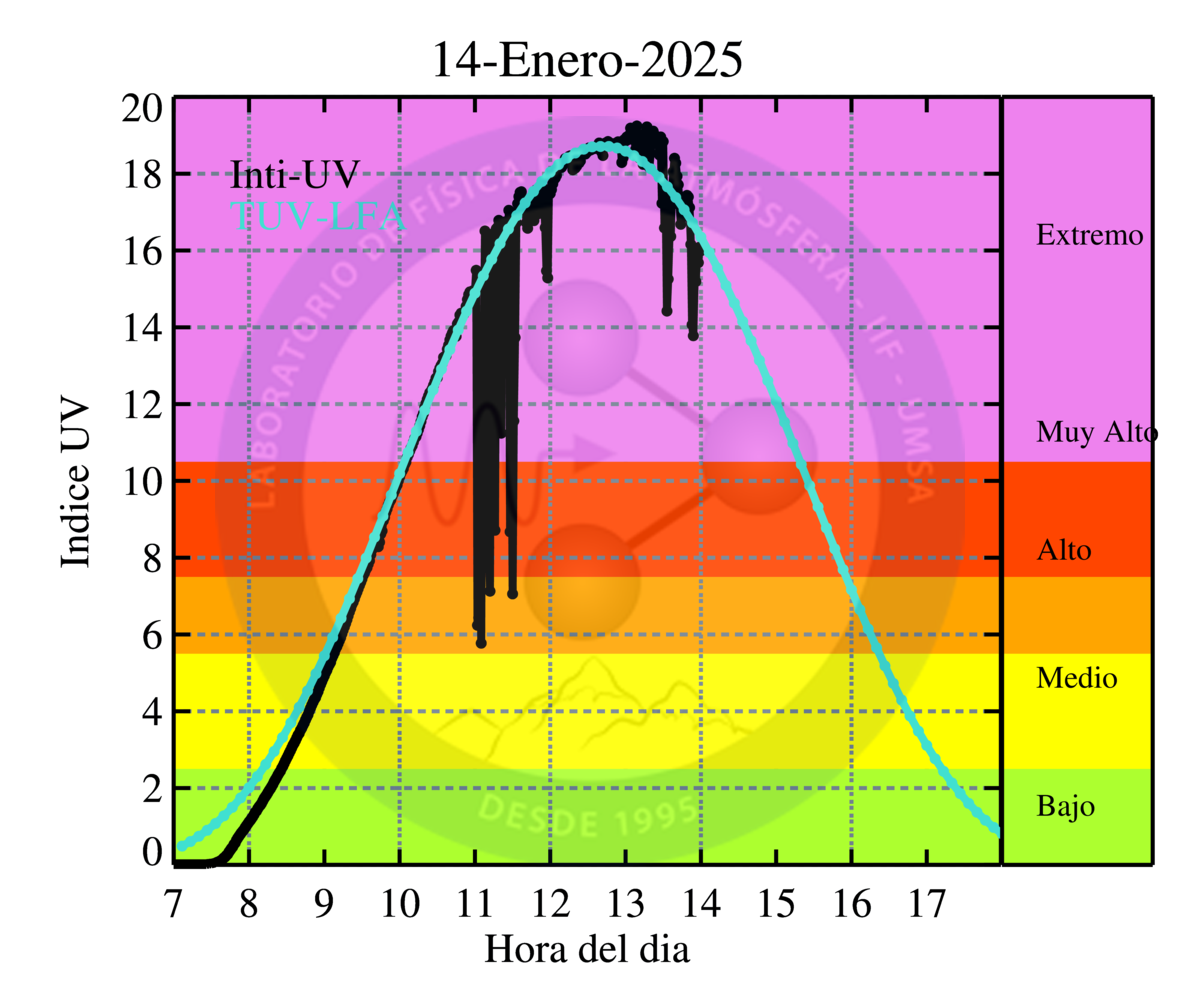 14-Enero-2025
20
18
16
14
12
10
8
6
4
2
0
Indice UV
Inti-UV
TUV-LFA
LABORATORIO DE FÍSICA DE LA ATMÓSFERA - IIF - UMSA
DESDE 1995
Extremo
Muy Alto
Alto
Medio
Bajo
7 8 9 10 11 12 13 14 15 16 17
Hora del dia